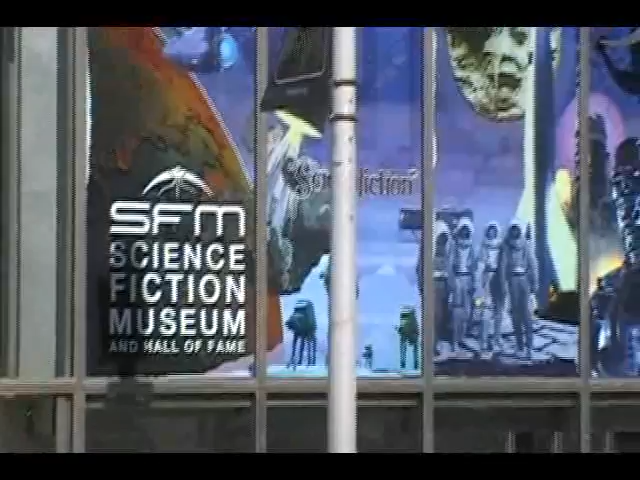 SFM
SCIENCE
FICTION
MUSEUM
AND HALL OF FAME